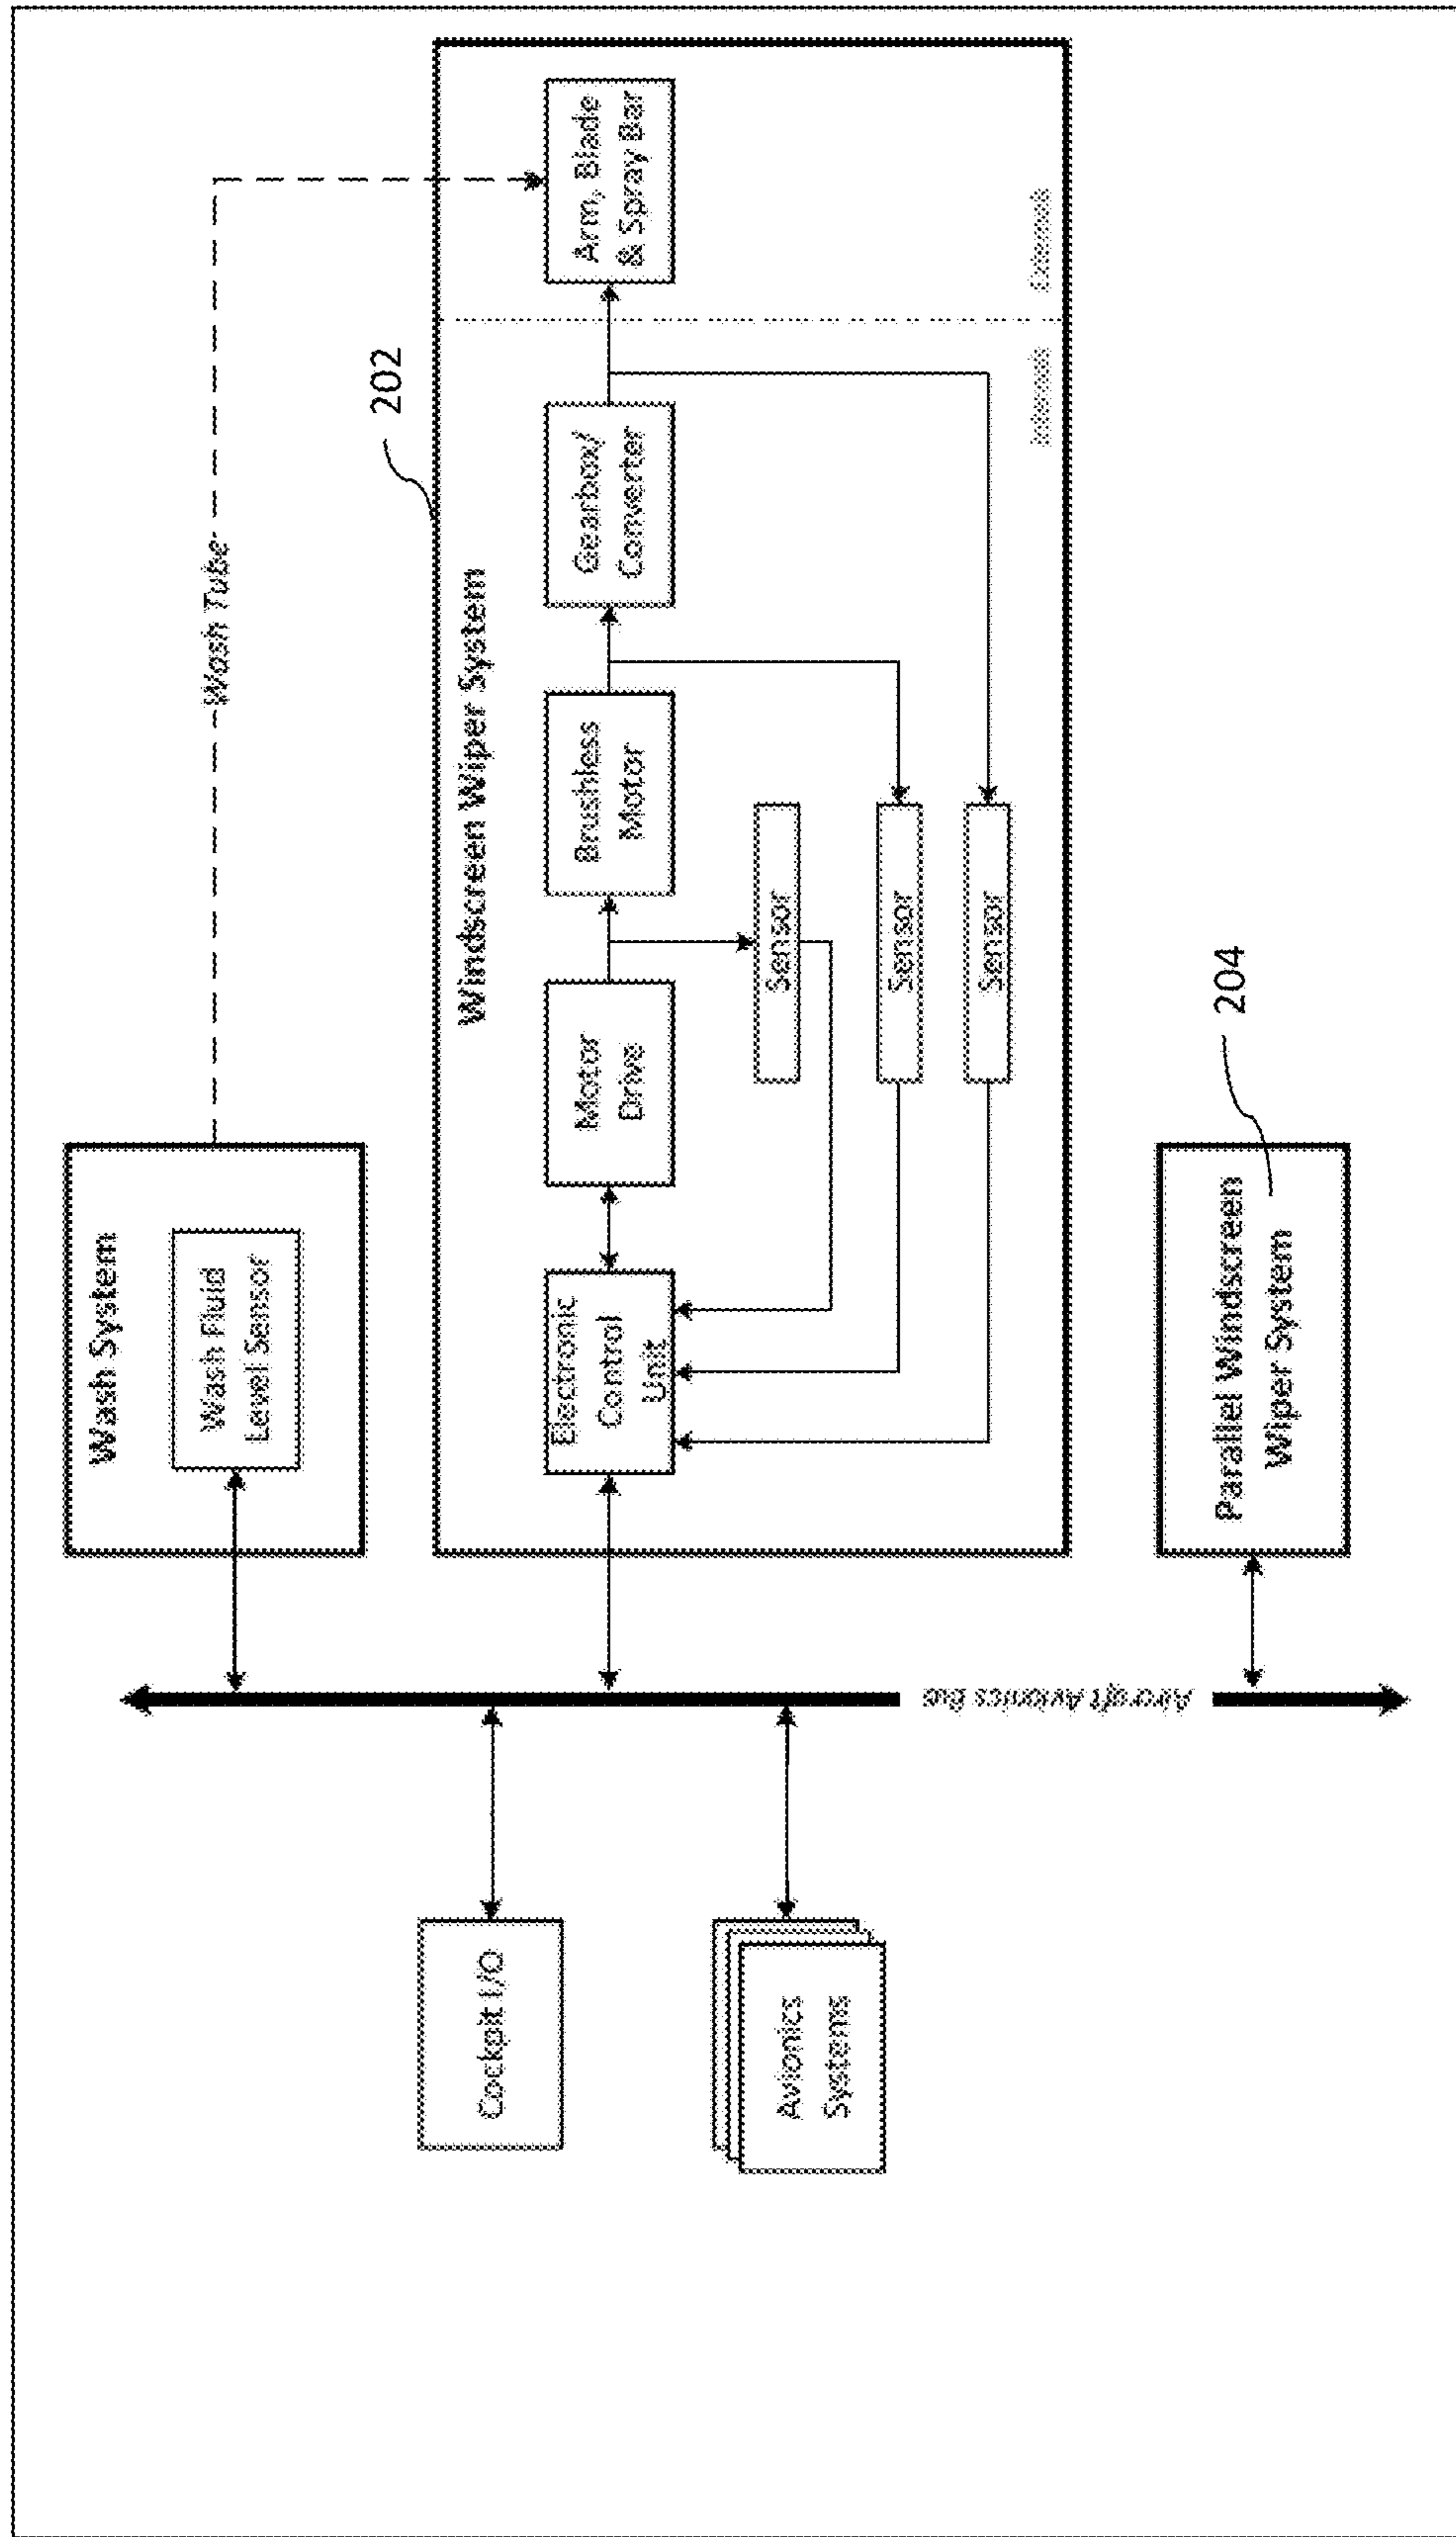 Cockpit I/O
Avionics
Systems
Aircraft Avionics Bus
Wash System
Wash Fluid
Level Sensor
Wash Tube
202
Windscreen Wiper System
Electronic
Control
Unit
Motor
Drive
Brushless
Motor
Gearbox/
Converter
Arm, Blade
& Spray Bar
Sensor
Sensor
Sensor
Internal
External
Parallel Windscreen
Wiper System
204